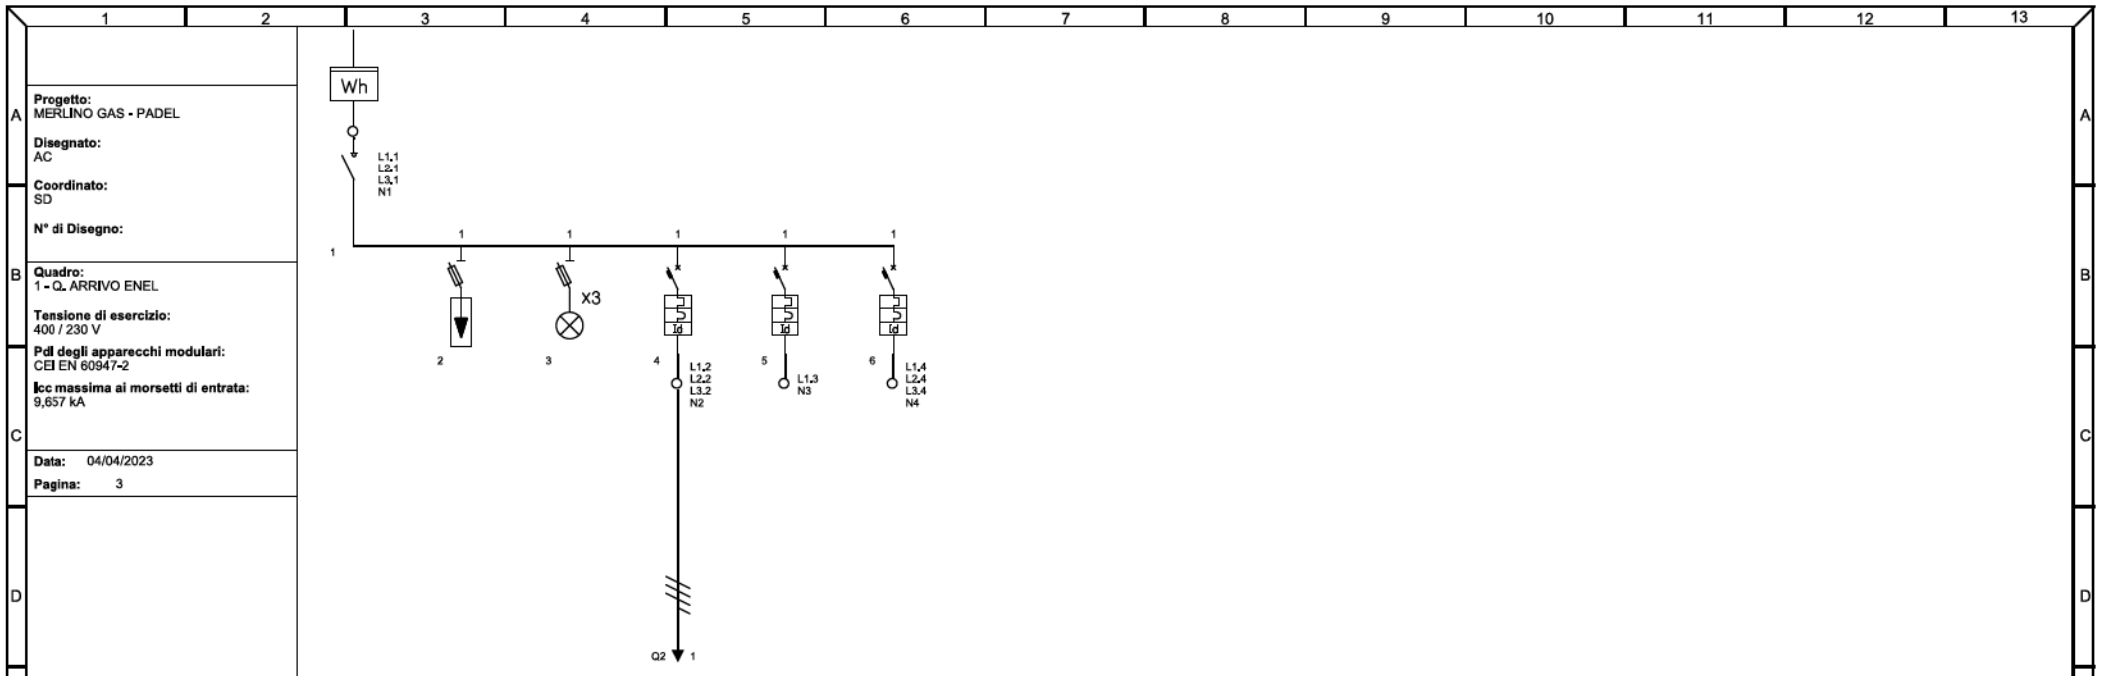 1 2 3 4 5 6 7 8 9 10 11 12 13
A A
Progetto:
MERLINO GAS - PADEL
Disegnato:
AC
Coordinato:
SD
N° di Disegno:
B B
Quadro:
1 - Q. ARRIVO ENEL
Tensione di esercizio:
400 / 230 V
PdI degli apparecchi modulari:
CEI EN 60947-2
Icc massima ai morsetti di entrata:
9,657 kA
C C
Data: 04/04/2023
Pagina: 3
D D
Wh
L1.1
L2.1
L3.1
N1
1 1 1 1 1
1
X3
Id Id Id
2 3 4 5 6
L1.2
L2.2
L3.2
N2
L1.3
N3
L1.4
L2.4
L3.4
N4
Q2 1